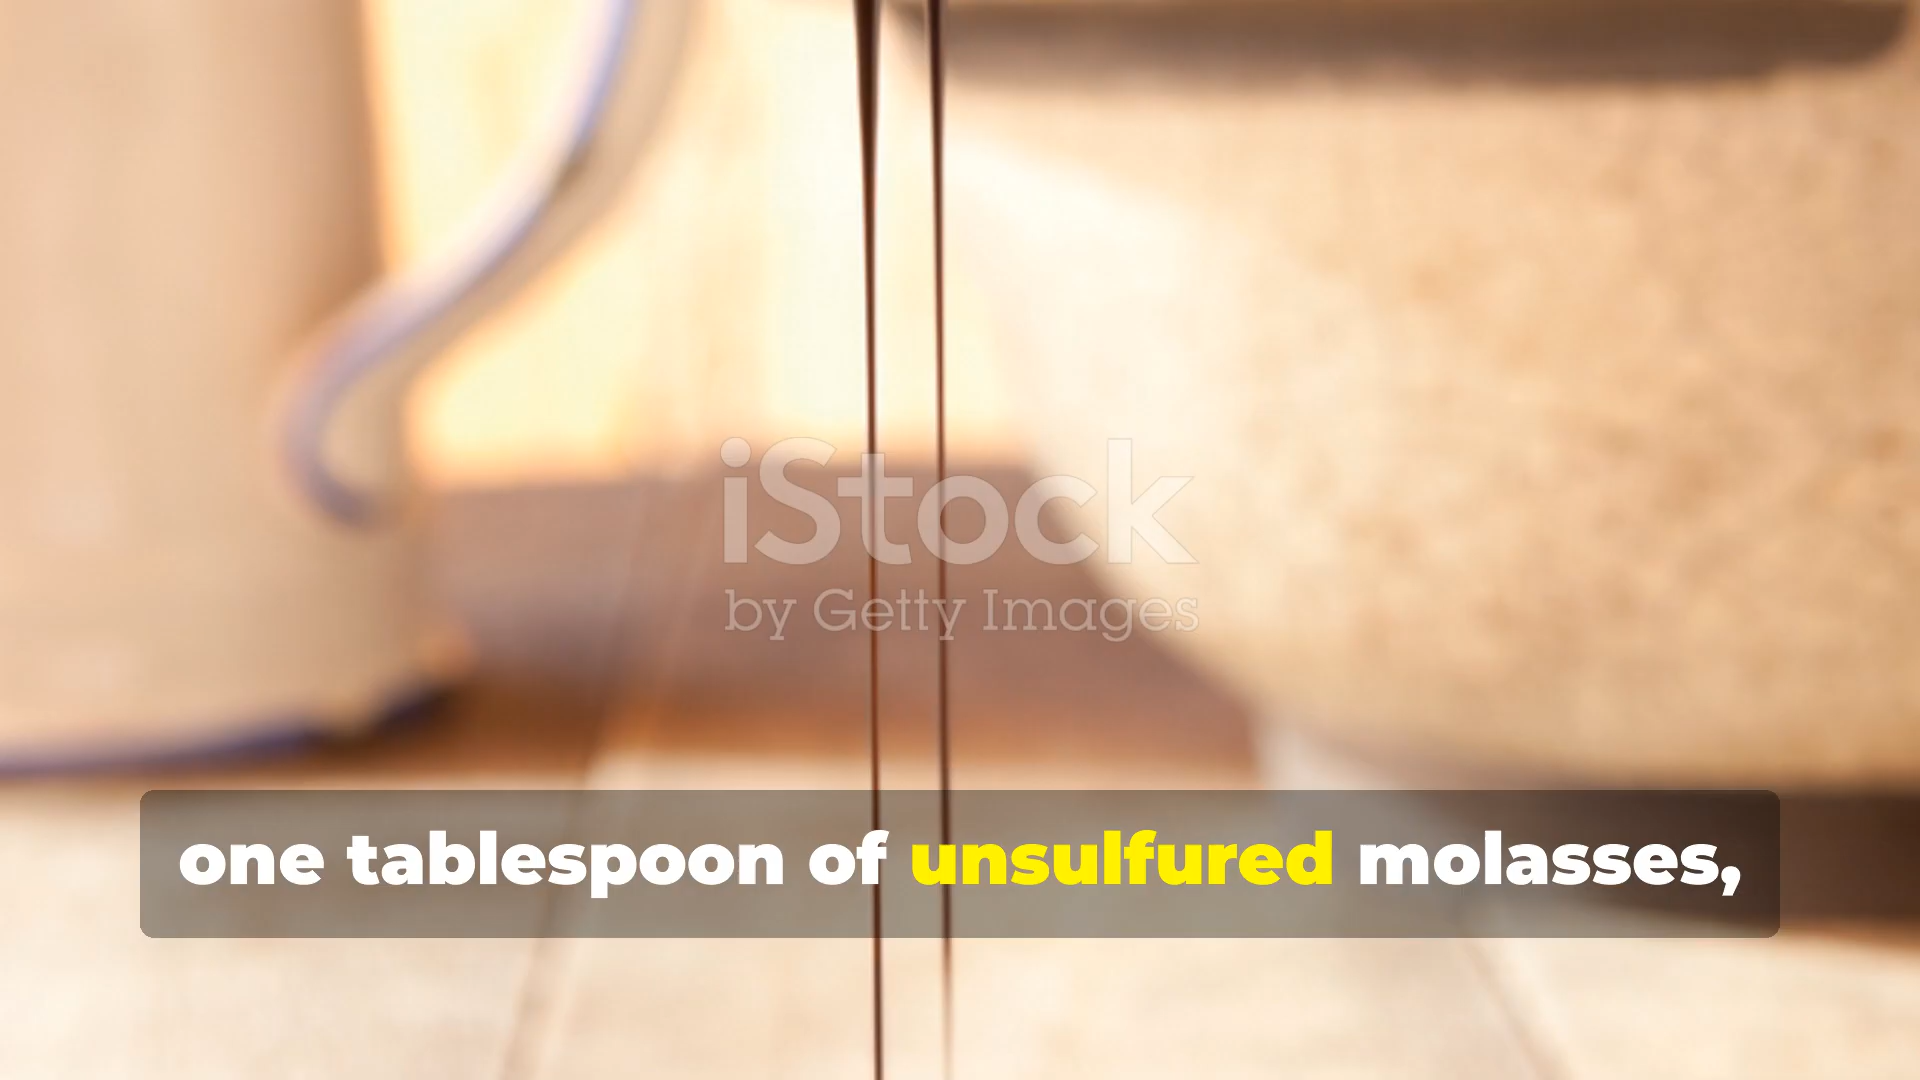 iStock
by Getty Images
one tablespoon of unsulfured molasses,